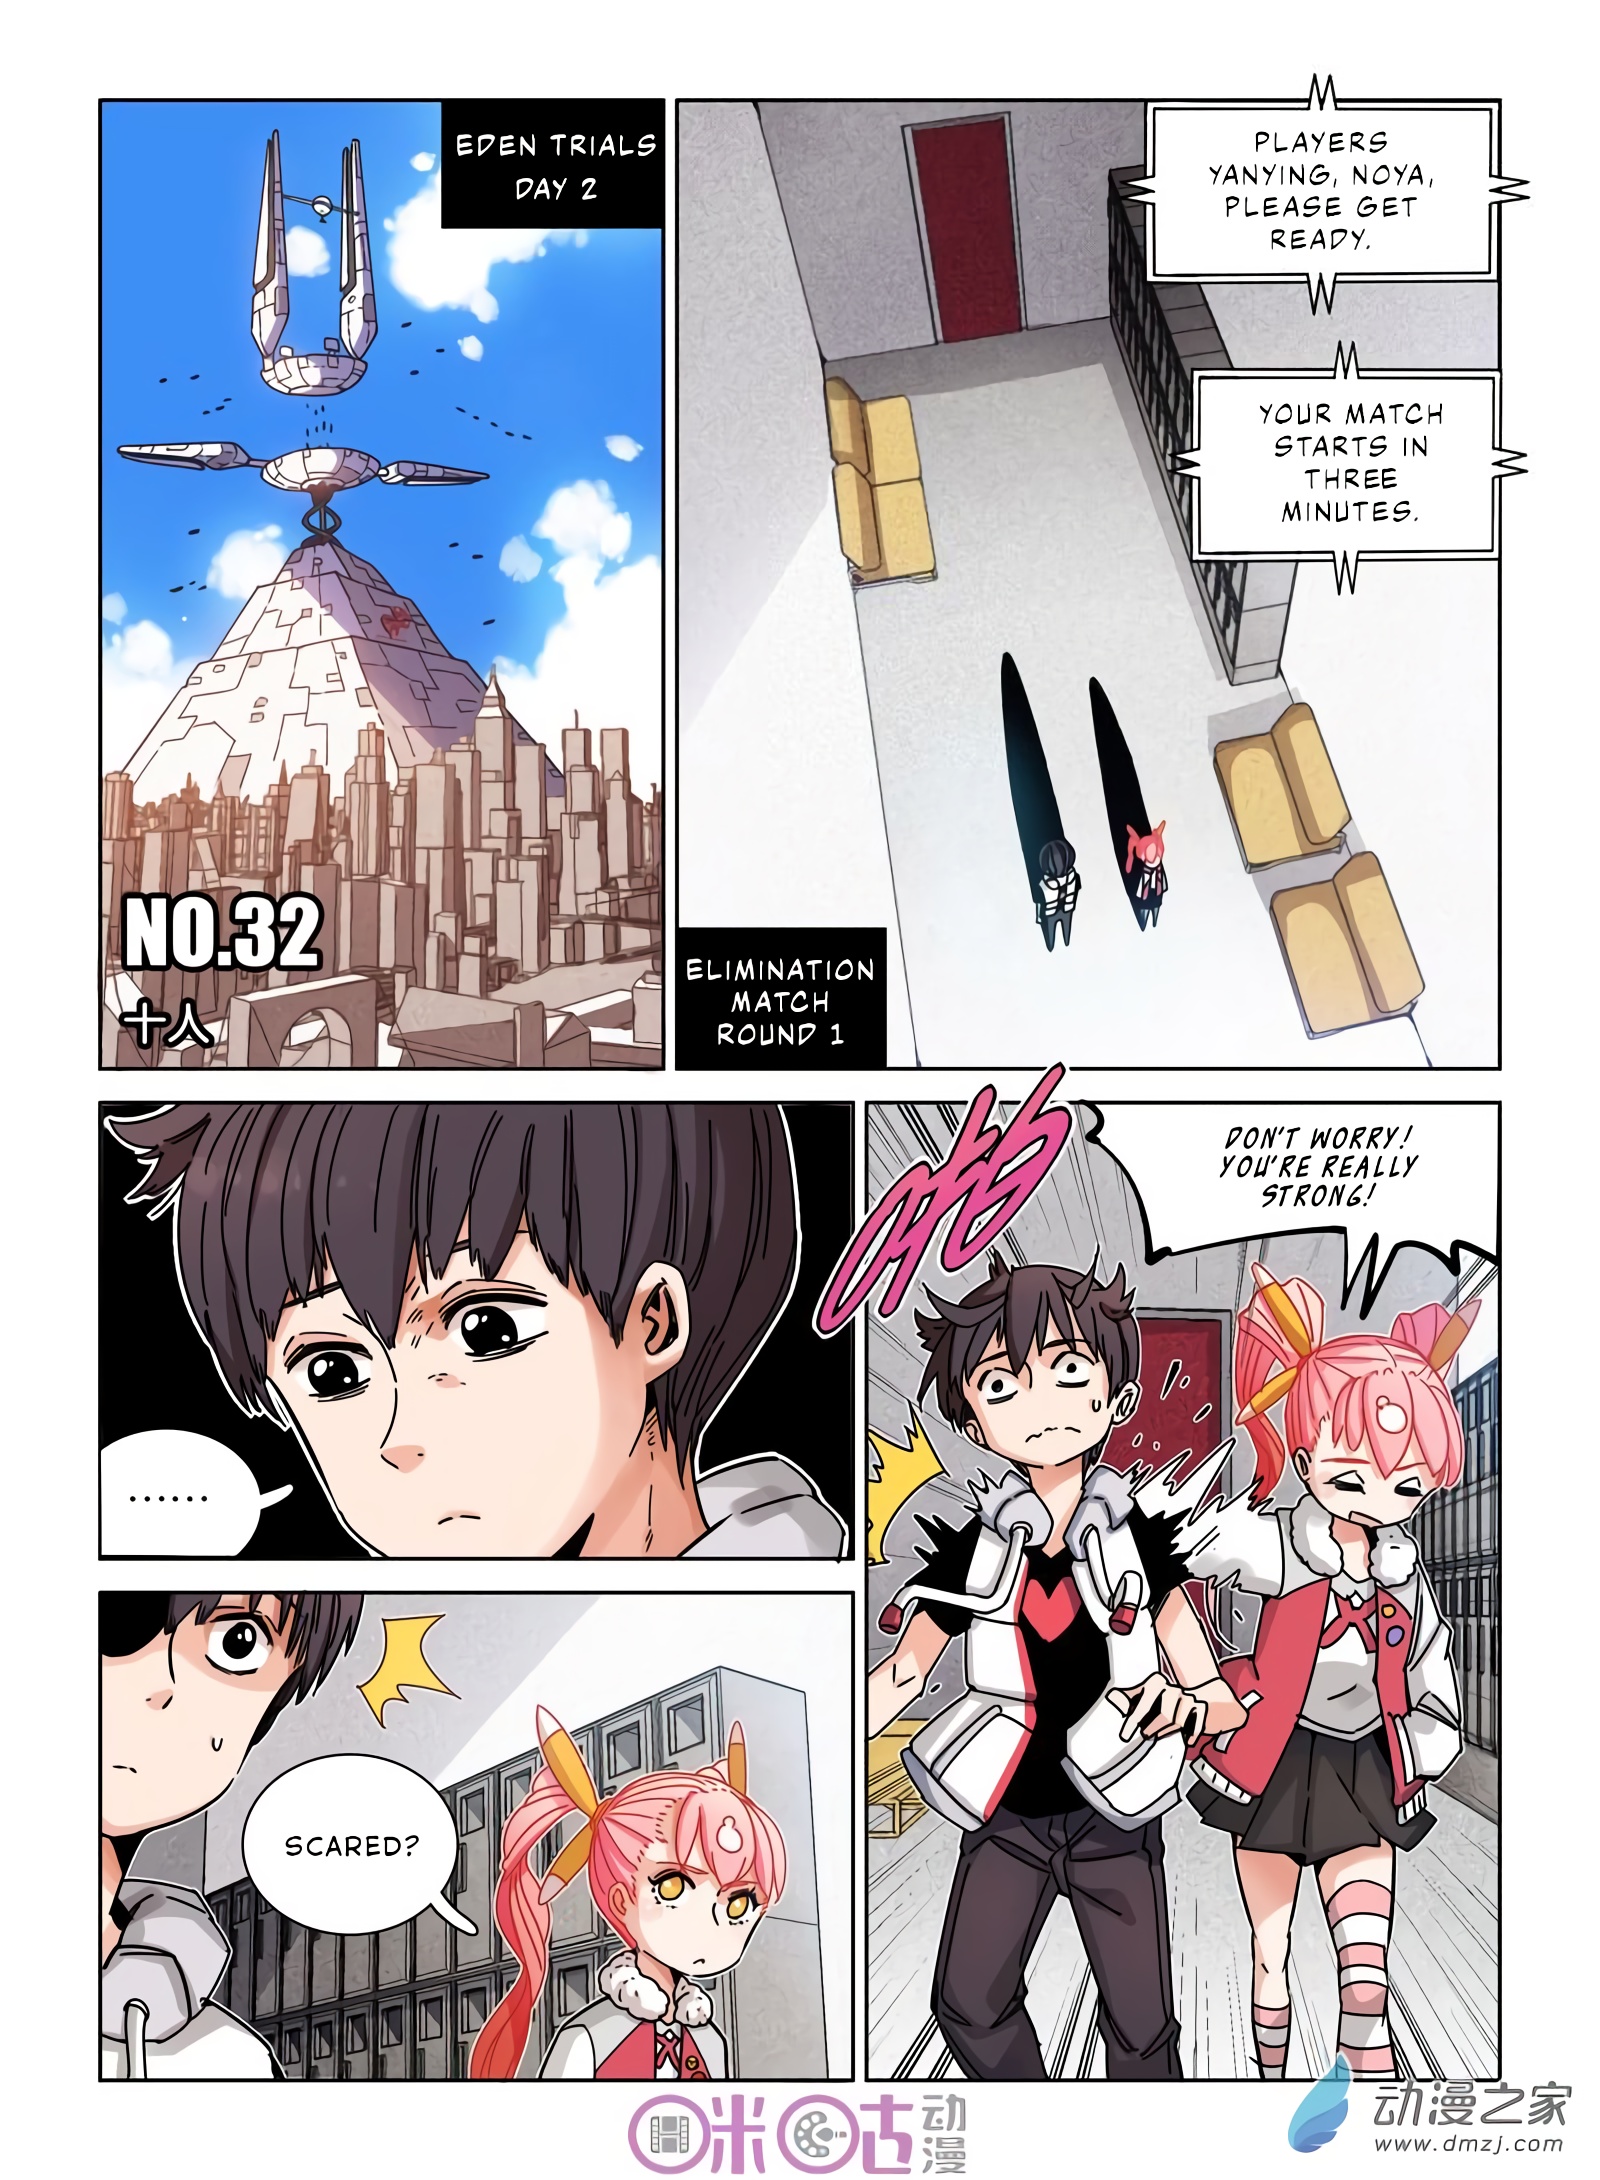 EDEN TRIALS
DAY 2
PLAYERS
YANYING, NOYA,
PLEASE GET
READY.
YOUR MATCH
STARTS IN
THREE
MINUTES.
NO.32
十人
ELIMINATION
MATCH
ROUND 1
......
DON'T WORRY!
YOU'RE REALLY
STRONG!
SCARED?
咪咕动漫
动漫之家
www.dmzj.com